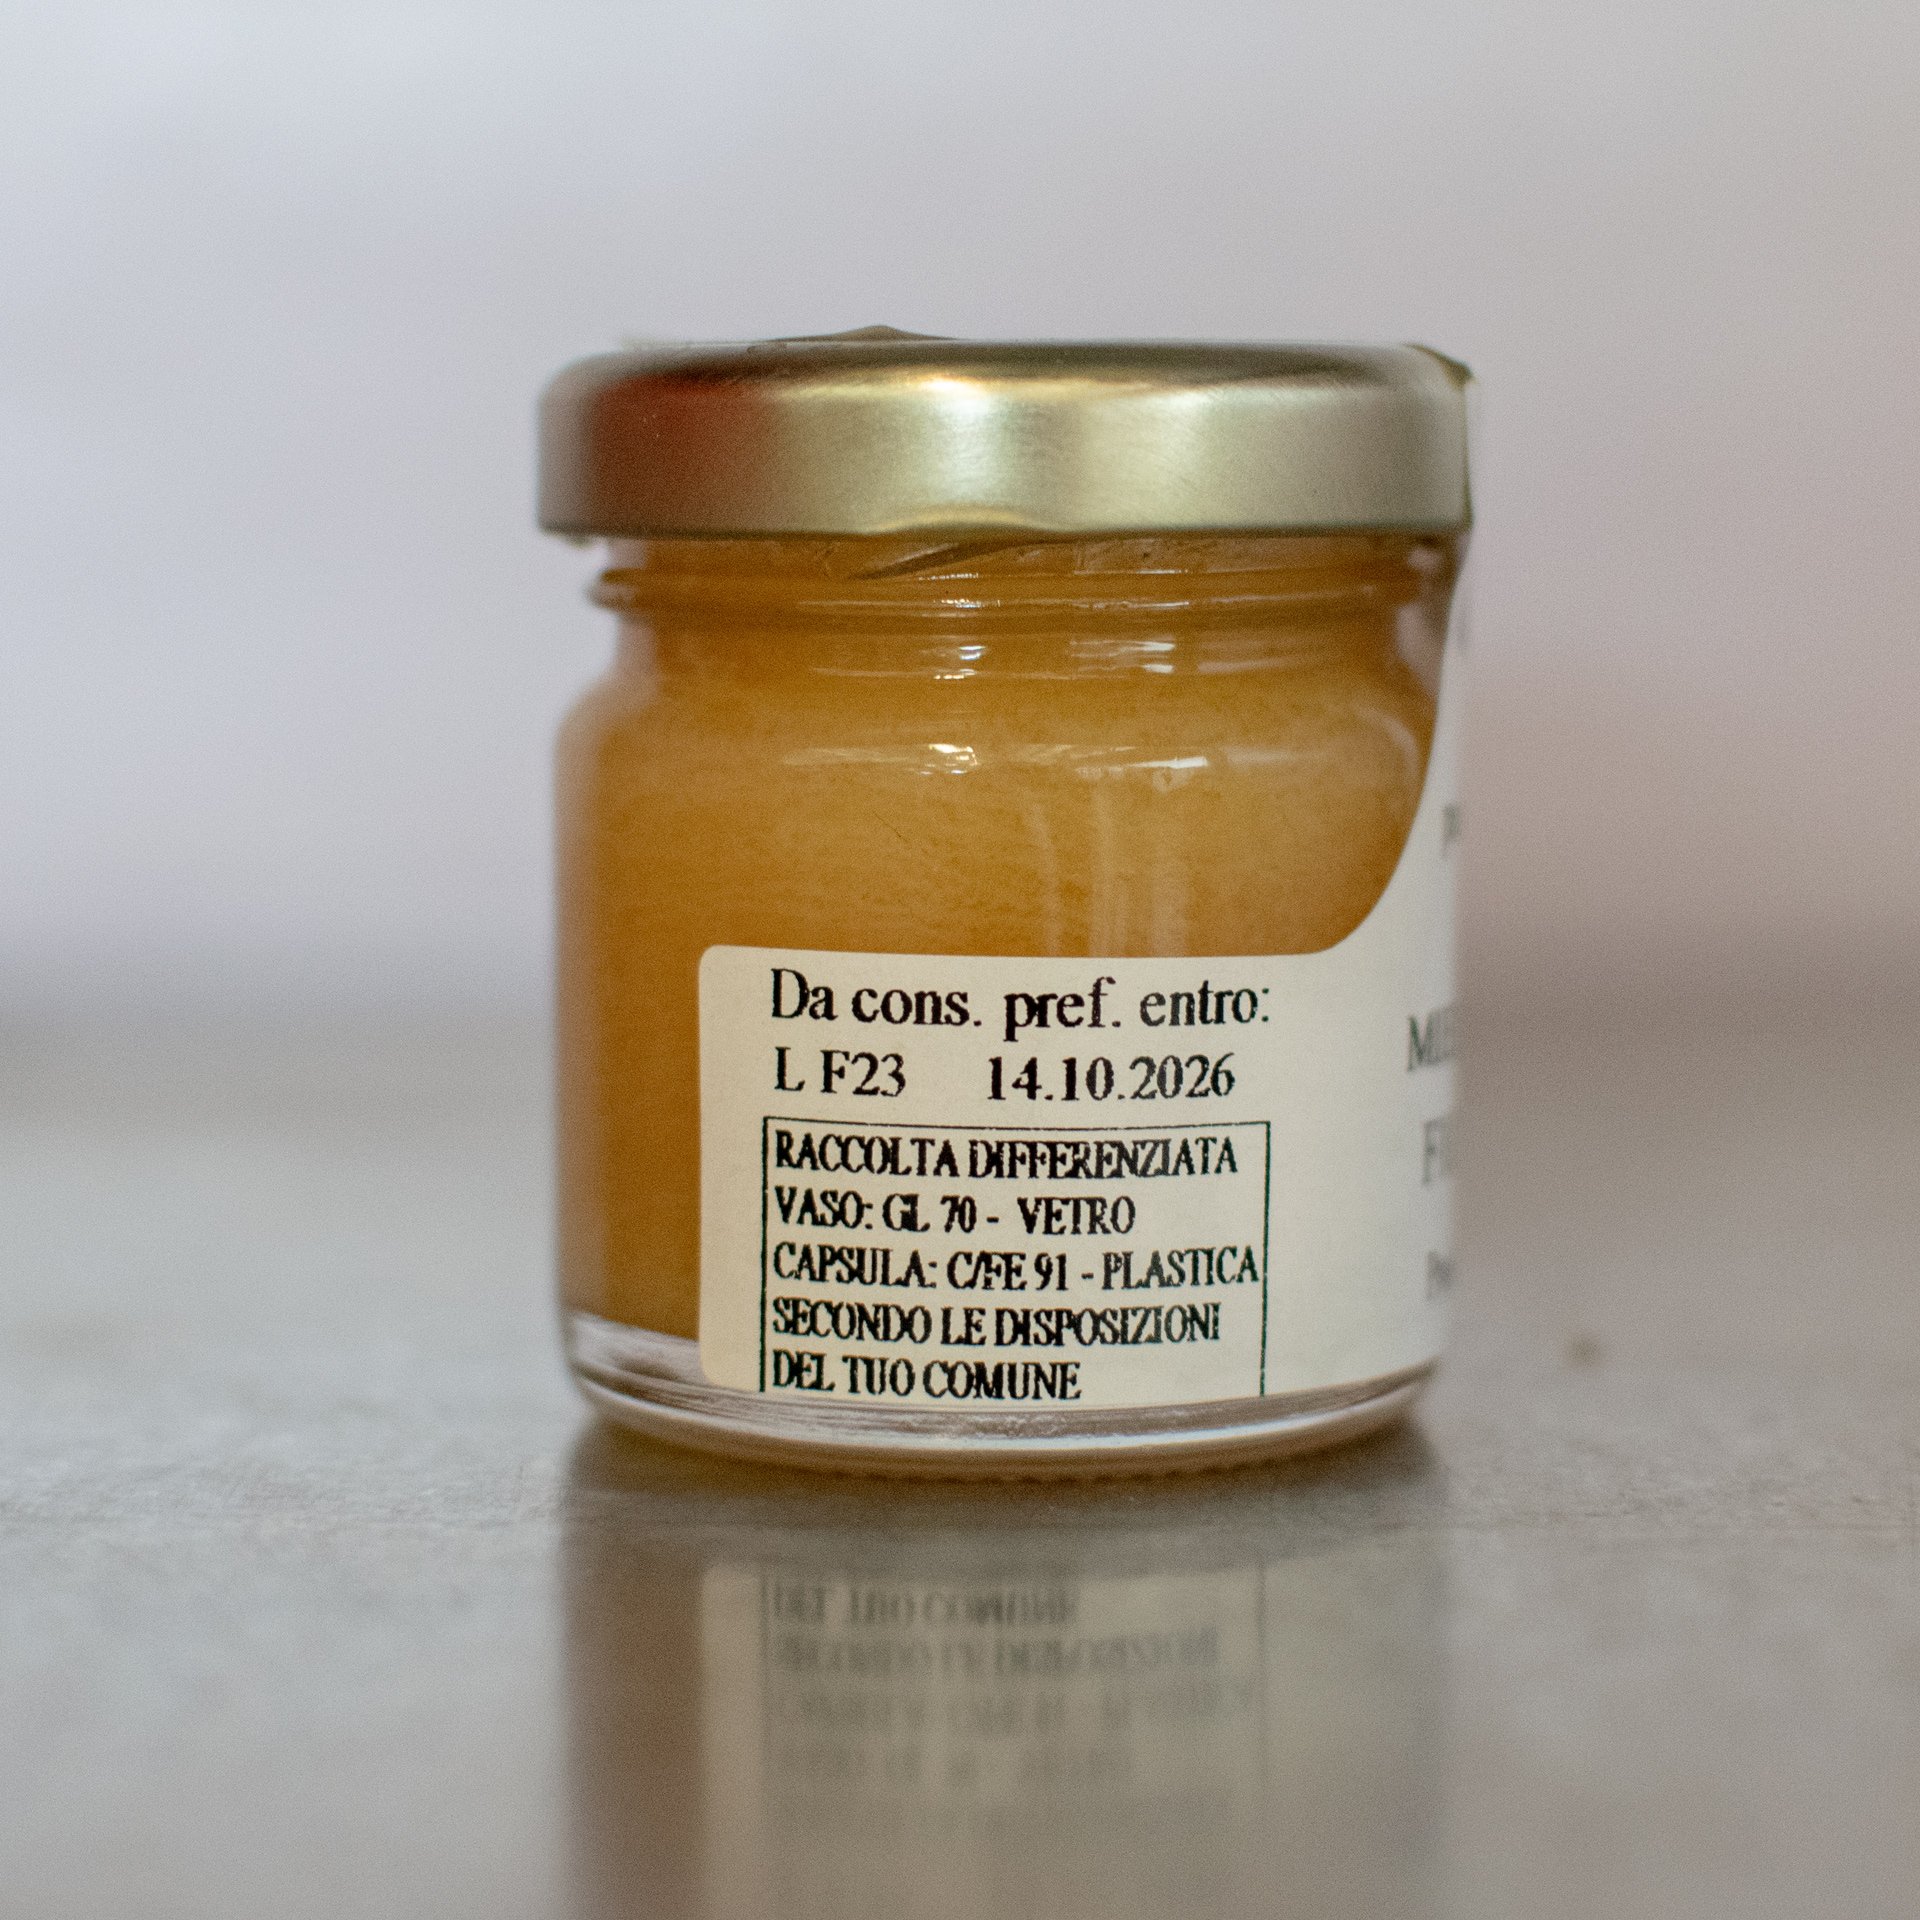 Da cons. pref. entro:
L F23 14.10.2026
RACCOLTA DIFFERENZIATA
VASO: GL 70 - VETRO
CAPSULA: C/FE 91 - PLASTICA
SECONDO LE DISPOSIZIONI
DEL TUO COMUNE